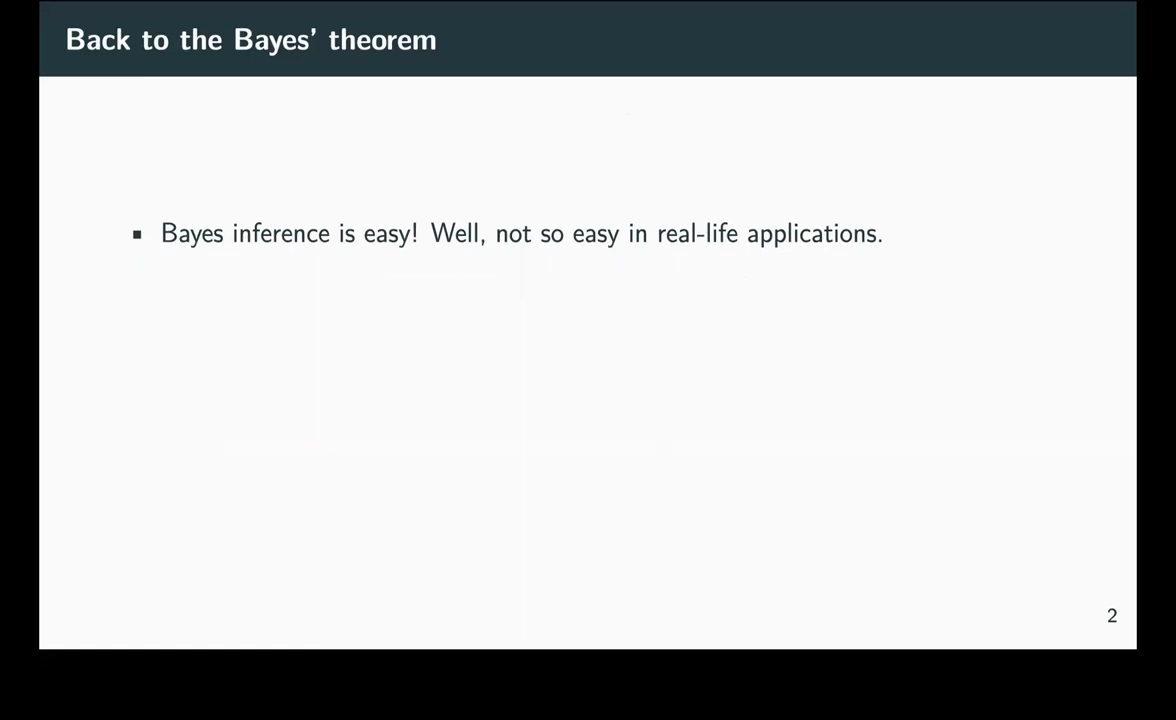 Back to the Bayes’ theorem
▪ Bayes inference is easy! Well, not so easy in real-life applications.
2